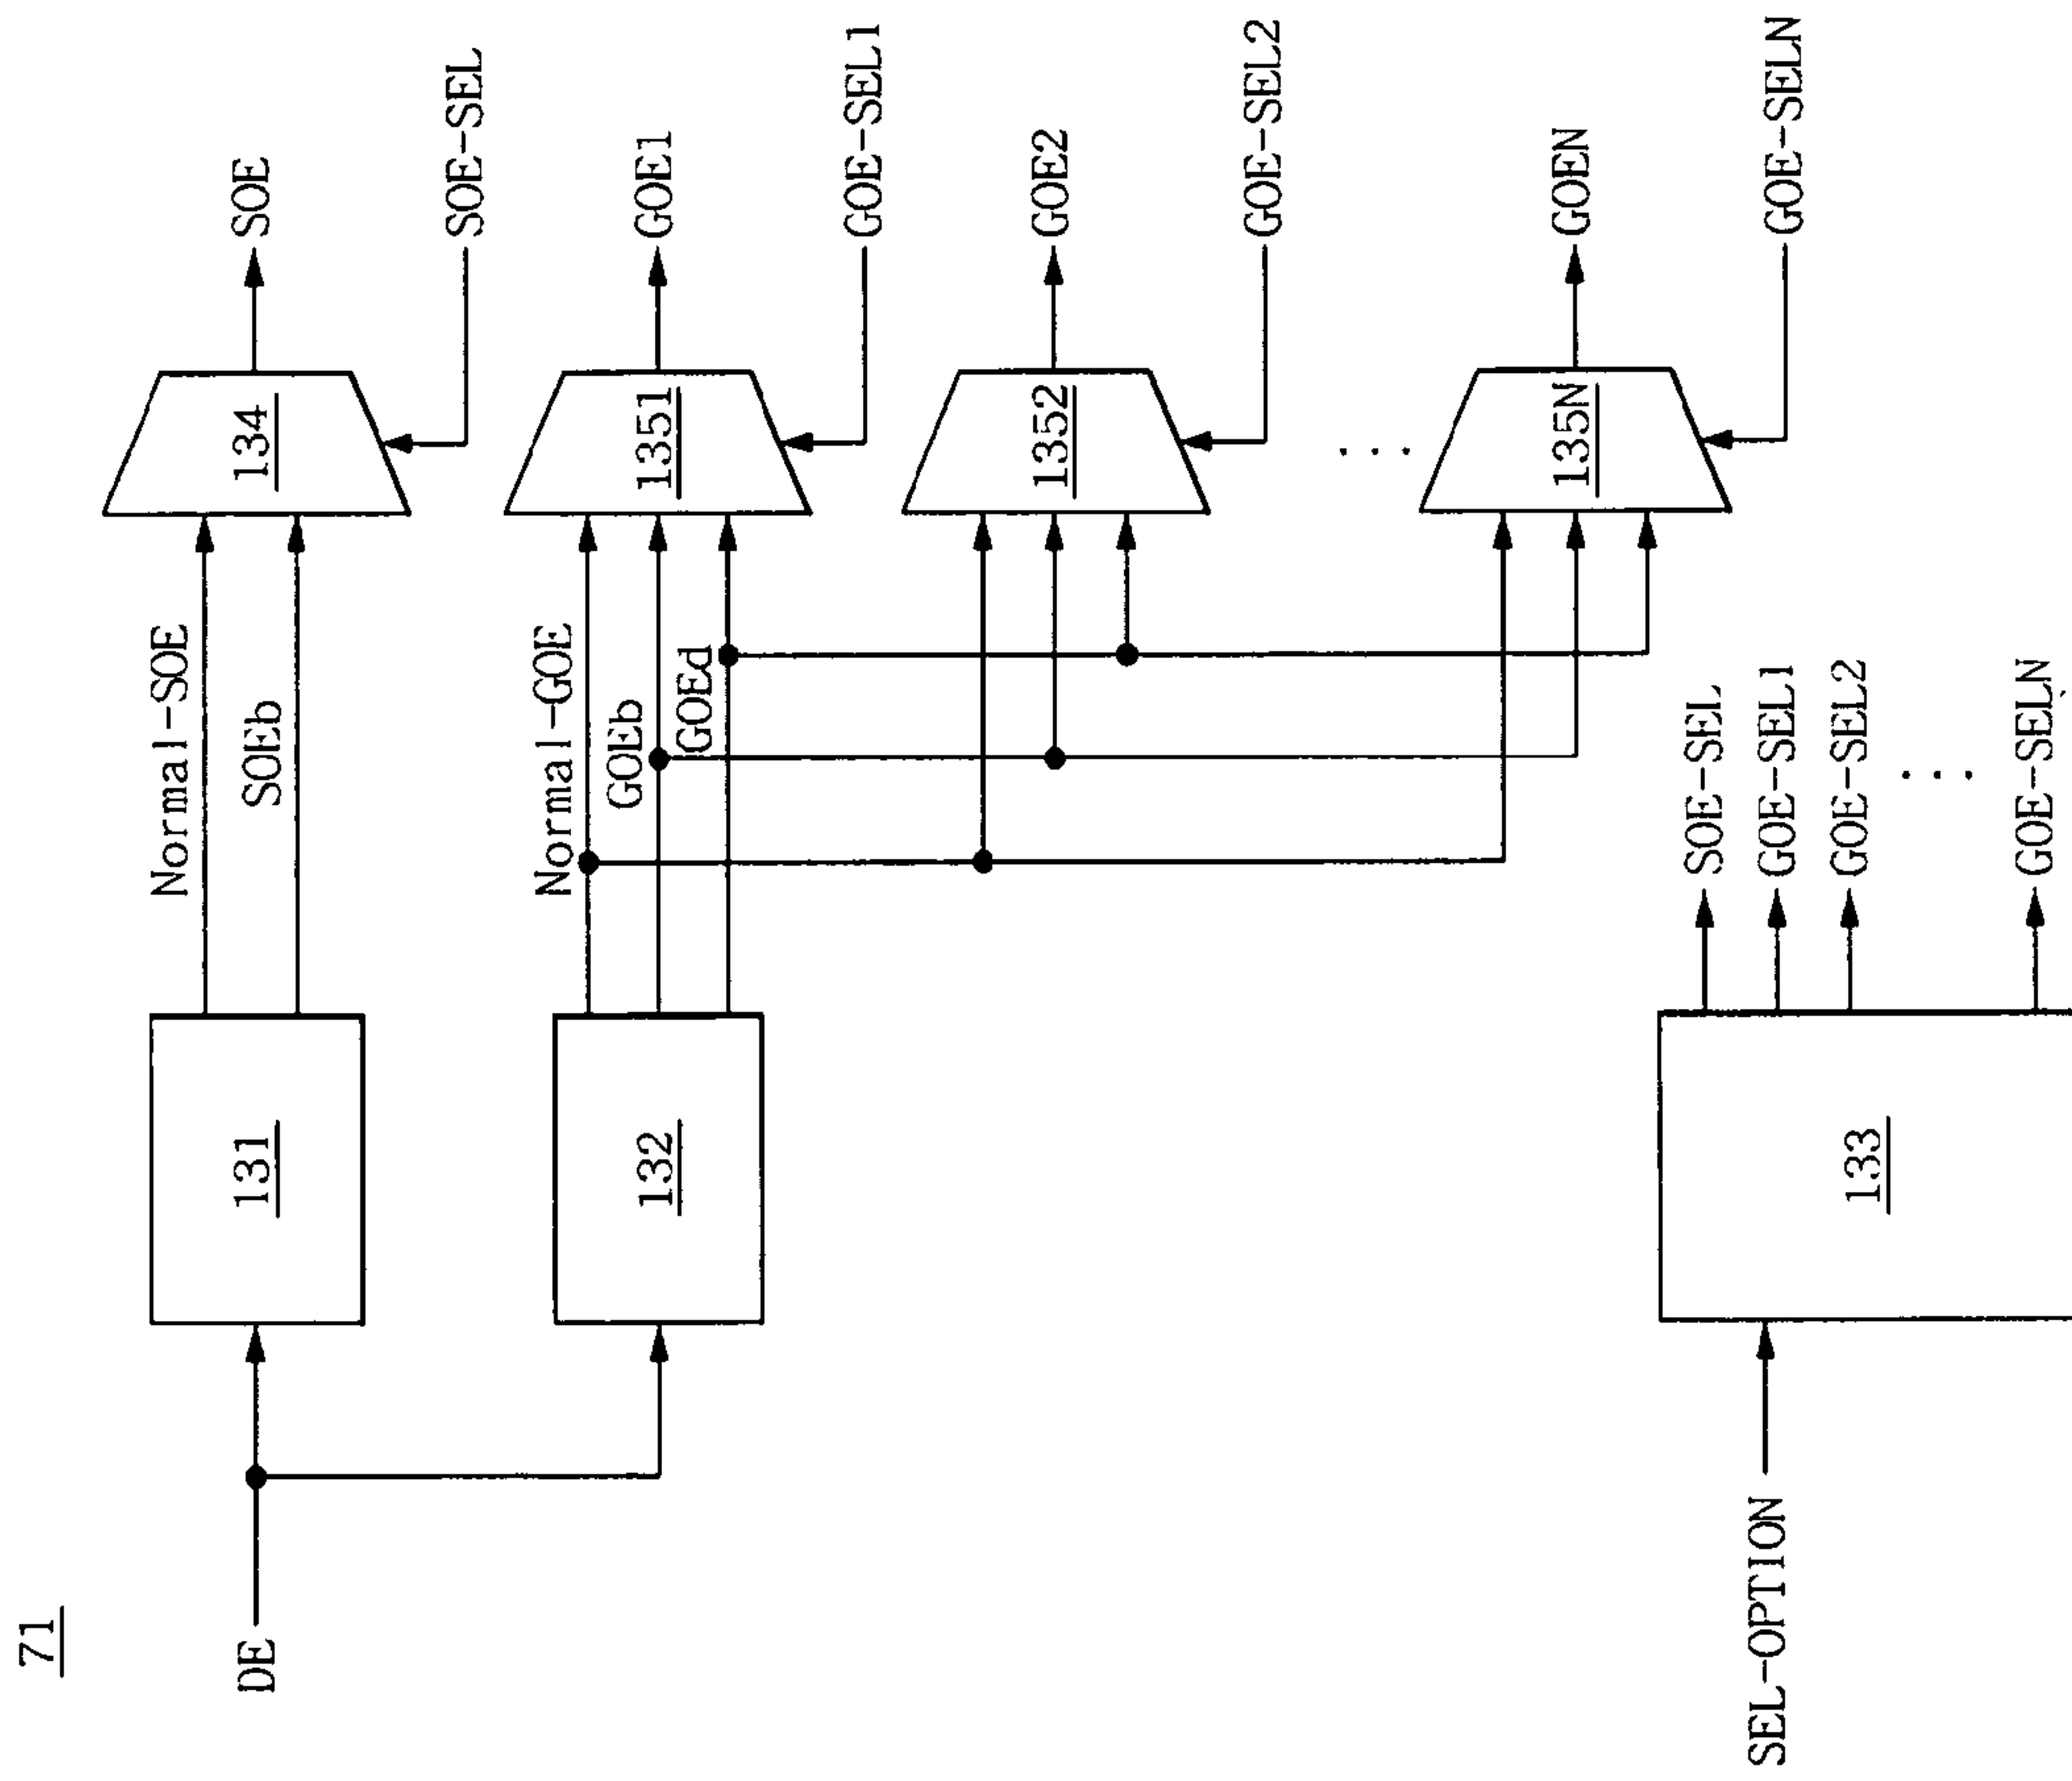 71
DE
131
Normal-SOE
SOEb
134
SOE
SOE-SEL
132
Normal-GOE
GOEb
GOEd
1351
GOE1
GOE-SEL1
1352
GOE2
GOE-SEL2
...
135N
GOEN
GOE-SELN
SEL-OPTION
133
SOE-SEL
GOE-SEL1
GOE-SEL2
...
GOE-SELN